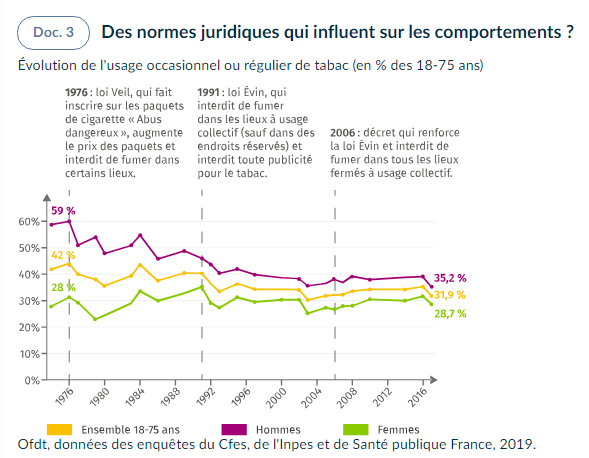 Doc. 3 Des normes juridiques qui influent sur les comportements ?
Évolution de l'usage occasionnel ou régulier de tabac (en % des 18-75 ans)
1976 : loi Veil, qui fait
inscrire sur les paquets
de cigarette « Abus
dangereux », augmente
le prix des paquets et
interdit de fumer dans
certains lieux.
1991 : loi Évin, qui
interdit de fumer
dans les lieux à usage
collectif (sauf dans des
endroits réservés) et
interdit toute publicité
pour le tabac.
2006 : décret qui renforce
la loi Évin et interdit de
fumer dans tous les lieux
fermés à usage collectif.
60%
50%
40%
30%
20%
10%
0%
59 %
42 %
28 %
35,2 %
31,9 %
28,7 %
1976 1980 1984 1988 1992 1996 2000 2004 2008 2012 2016
Ensemble 18-75 ans Hommes Femmes
Ofdt, données des enquêtes du Cfes, de l'Inpes et de Santé publique France, 2019.